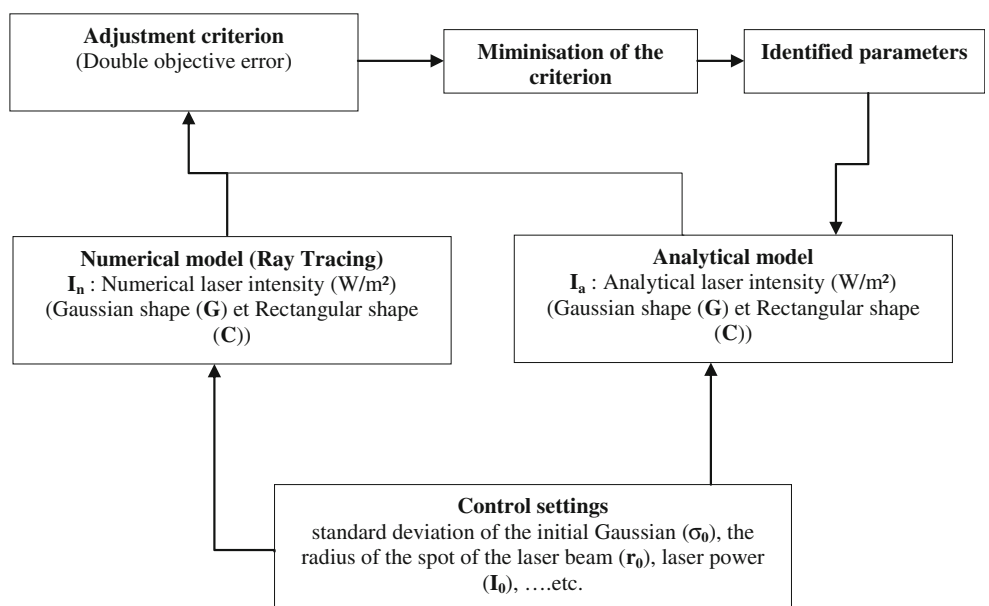 Adjustment criterion
(Double objective error)
Miminisation of the
criterion
Identified parameters
Numerical model (Ray Tracing)
Iₙ : Numerical laser intensity (W/m²)
(Gaussian shape (G) et Rectangular shape
(C))
Analytical model
Iₐ : Analytical laser intensity (W/m²)
(Gaussian shape (G) et Rectangular shape
(C))
Control settings
standard deviation of the initial Gaussian (σ₀), the
radius of the spot of the laser beam (r₀), laser power
(I₀), ….etc.